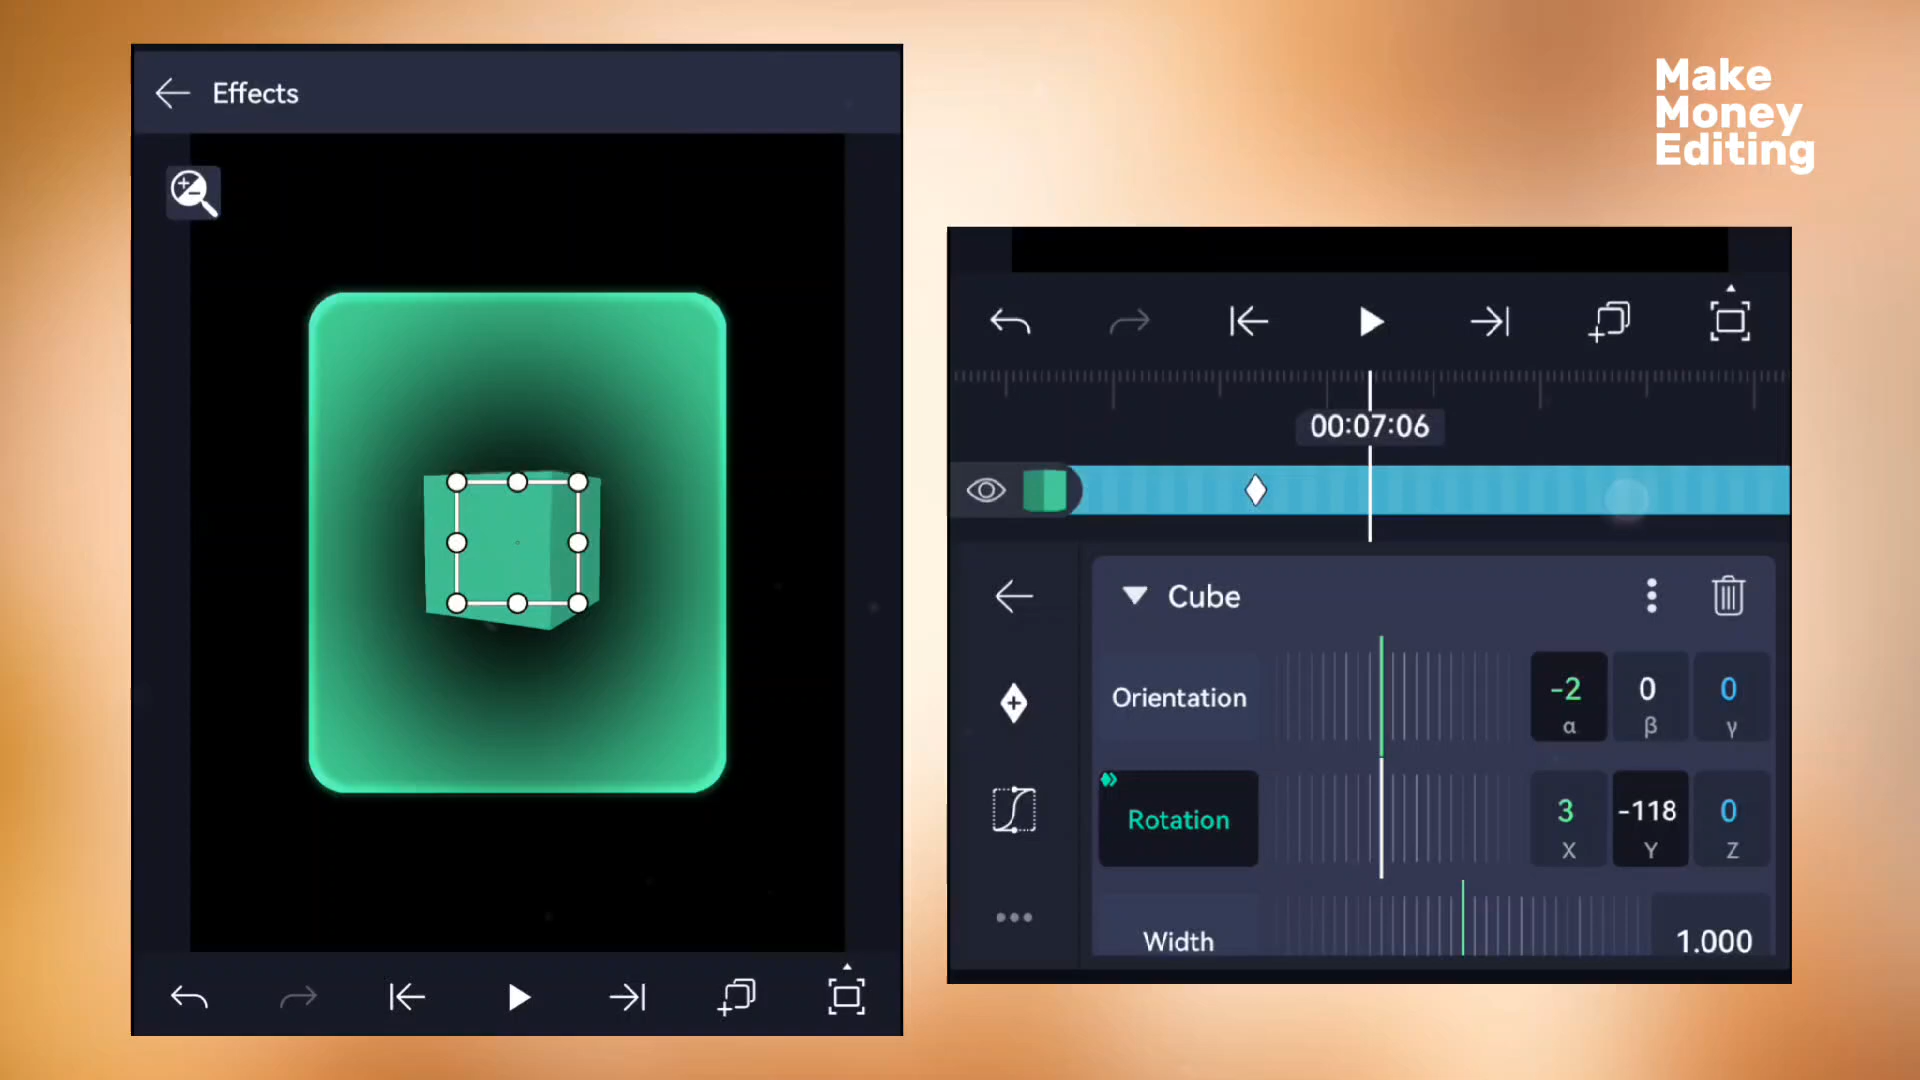 Effects
Make
Money
Editing
00:07:06
Cube
Orientation
-2 0 0
α β γ
Rotation
3 -118 0
X Y Z
Width
1.000